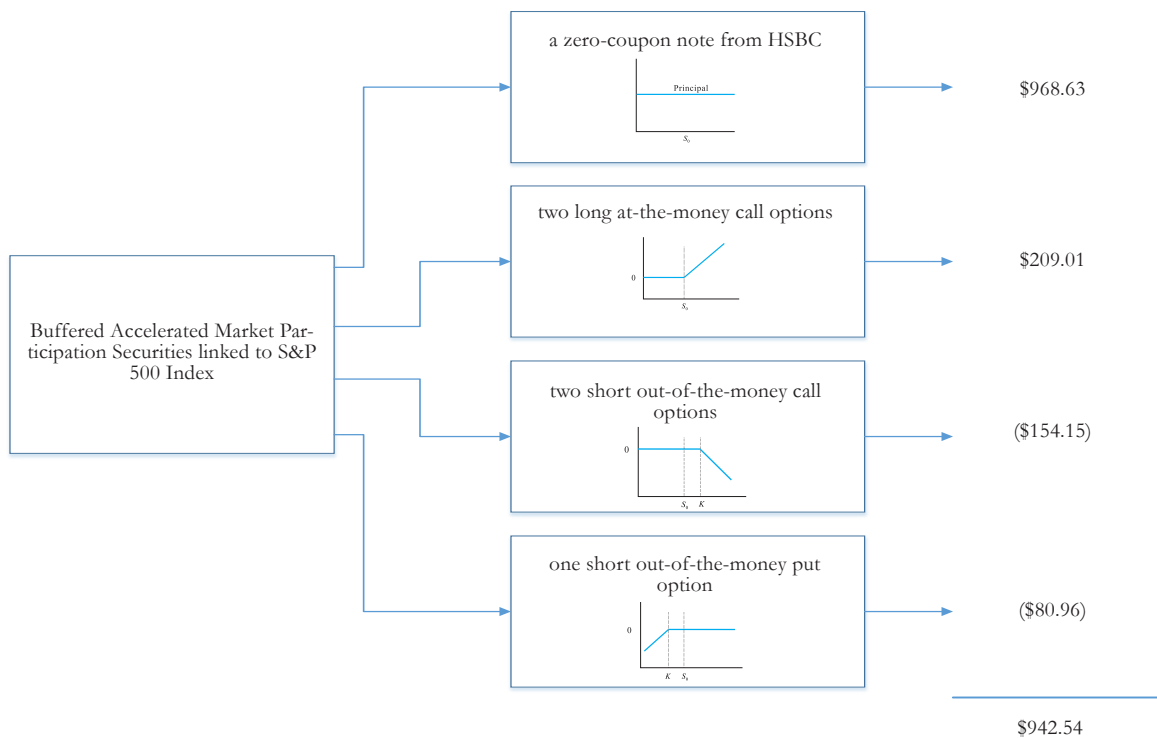 a zero-coupon note from HSBC
Principal
S₀
$968.63
two long at-the-money call options
0
S₀
$209.01
Buffered Accelerated Market Par-
ticipation Securities linked to S&P
500 Index
two short out-of-the-money call
options
0
S₀ K
($154.15)
one short out-of-the-money put
option
0
K S₀
($80.96)
$942.54